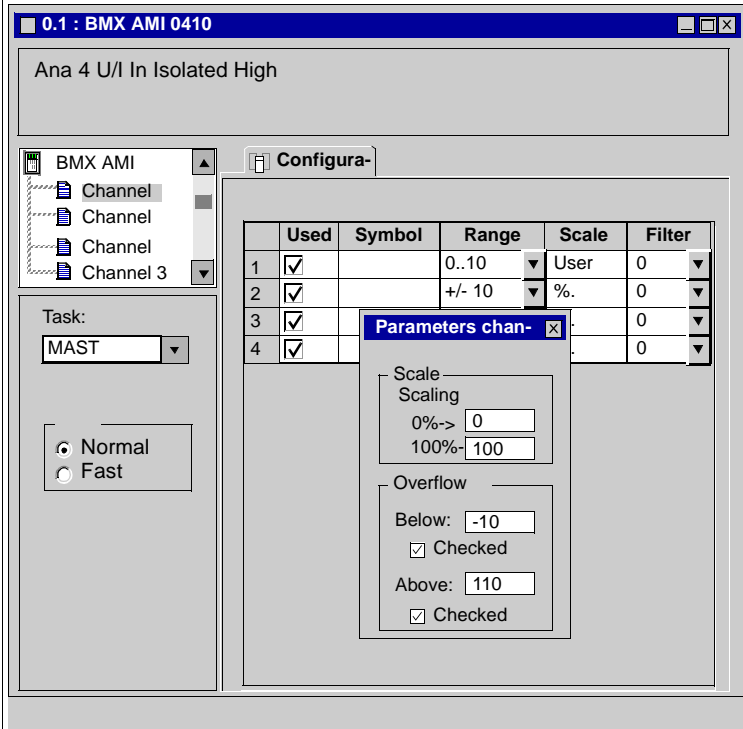 0.1 : BMX AMI 0410
Ana 4 U/I In Isolated High
BMX AMI
Channel
Channel
Channel
Channel 3
Task:
MAST
Normal
Fast
Configura-
Used Symbol Range Scale Filter
1 0..10 User 0
2 +/- 10 %. 0
3 . 0
4 . 0
Parameters chan-
Scale
Scaling
0%-> 0
100%- 100
Overflow
Below: -10
Checked
Above: 110
Checked